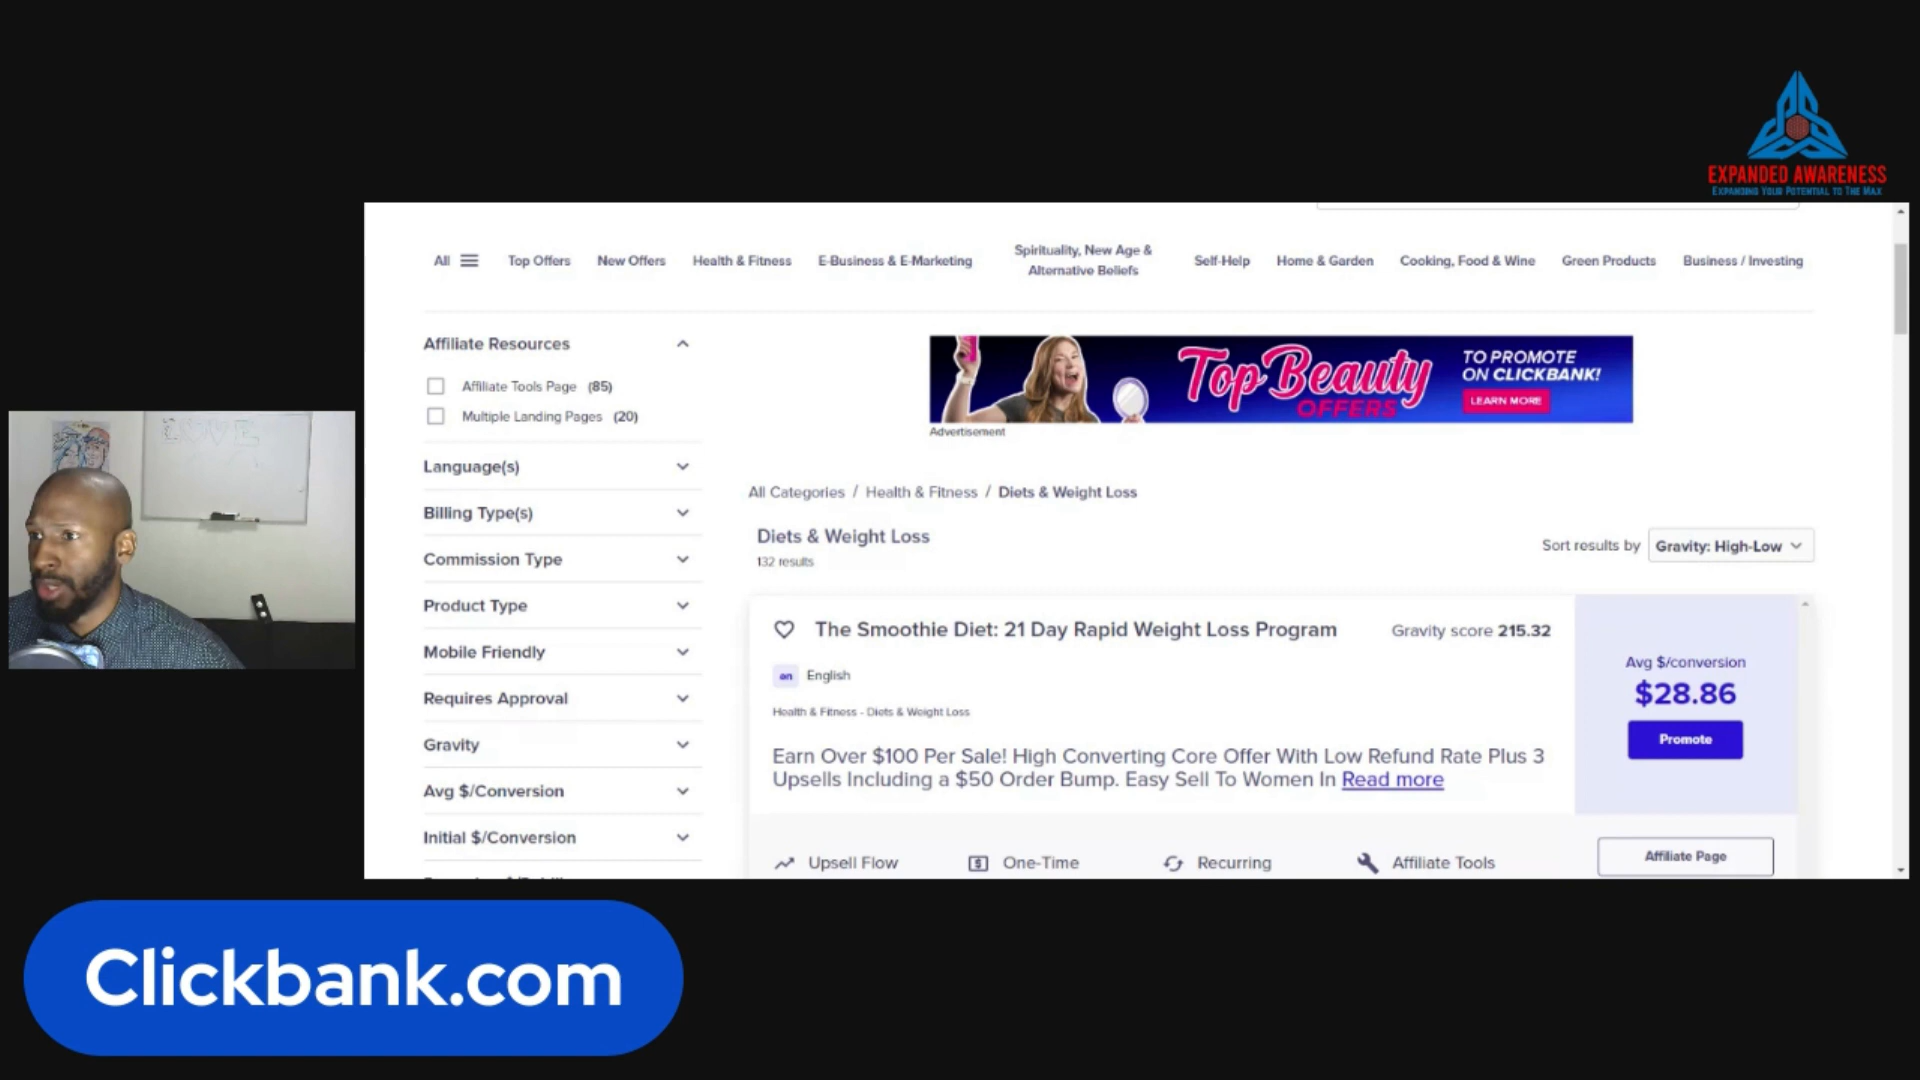 EXPANDED AWARENESS
EXPANDING YOUR POTENTIAL TO THE MAX
All
Top Offers
New Offers
Health & Fitness
E-Business & E-Marketing
Spirituality, New Age &
Alternative Beliefs
Self-Help
Home & Garden
Cooking, Food & Wine
Green Products
Business / Investing
Affiliate Resources
Affiliate Tools Page (85)
Multiple Landing Pages (20)
Language(s)
Billing Type(s)
Commission Type
Product Type
Mobile Friendly
Requires Approval
Gravity
Avg $/Conversion
Initial $/Conversion
Top Beauty
OFFERS
TO PROMOTE
ON CLICKBANK!
LEARN MORE
Advertisement
All Categories / Health & Fitness / Diets & Weight Loss
Diets & Weight Loss
132 results
Sort results by Gravity: High-Low
The Smoothie Diet: 21 Day Rapid Weight Loss Program
Gravity score 215.32
en English
Health & Fitness - Diets & Weight Loss
Earn Over $100 Per Sale! High Converting Core Offer With Low Refund Rate Plus 3
Upsells Including a $50 Order Bump. Easy Sell To Women In Read more
Avg $/conversion
$28.86
Promote
Upsell Flow
One-Time
Recurring
Affiliate Tools
Affiliate Page
LOVE
Clickbank.com